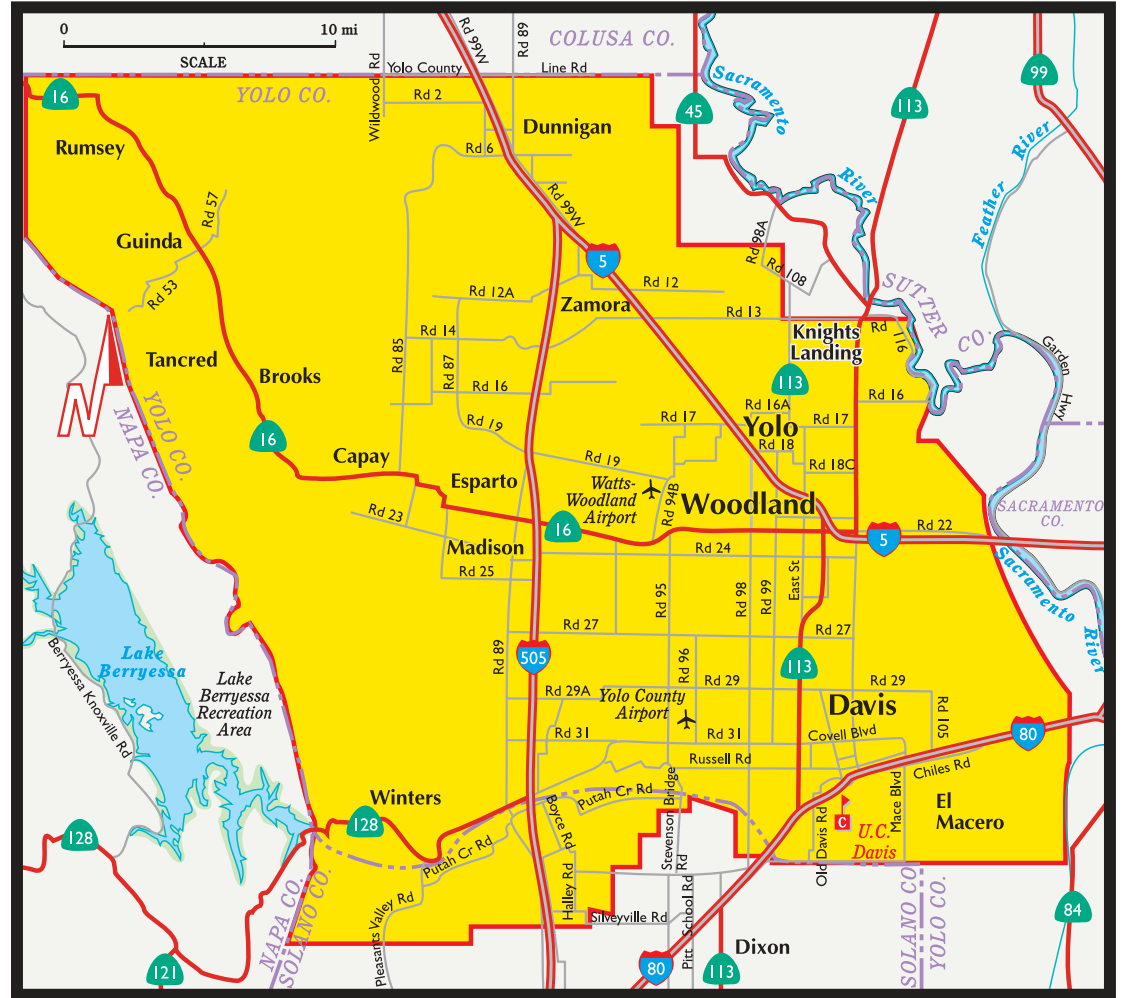 0
10 mi
SCALE
COLUSA CO.
Rd 99W
Rd 89
Wildwood Rd
Yolo County
Line Rd
YOLO CO.
16
Rd 2
Rumsey
Dunnigan
Rd 6
Rd 99W
45
Sacramento
River
113
99
Feather
River
Rd 57
Guinda
Rd 53
5
Rd 98A
Rd 108
Rd 12A
Rd 12
Zamora
Rd 13
SUTTER
CO.
Rd 116
Knights
Landing
Rd 14
Rd 85
Rd 87
Tancred
Brooks
YOLO CO.
NAPA CO.
N
Garden
Hwy
113
Rd 16
Rd 16
Rd 16A
Rd 17
Yolo
Rd 17
Rd 18
Rd 18C
16
Rd 19
Capay
Rd 19
Esparto
Watts-
Woodland
Airport
Rd 94B
Woodland
SACRAMENTO
CO.
Rd 23
16
Rd 22
5
Madison
Rd 24
Rd 25
Sacramento
River
Rd 95
Rd 98
Rd 99
East St
Rd 27
Rd 27
Rd 89
505
Rd 96
113
Lake
Berryessa
Berryessa Knoxville Rd
Lake
Berryessa
Recreation
Area
Rd 29A
Yolo County
Airport
Rd 29
Rd 29
Davis
Rd 105
Rd 31
Rd 31
Covell Blvd
80
Russell Rd
Chiles Rd
Winters
128
Putah Cr Rd
Boyce Rd
Stevenson Bridge
Rd
Old Davis Rd
C
U.C.
Davis
Mace Blvd
El
Macero
128
Putah Cr Rd
Pleasants Valley Rd
Halley Rd
Silveyville Rd
Pitt School Rd
NAPA CO.
SOLANO CO.
SOLANO CO
YOLO CO.
84
121
80
113
Dixon